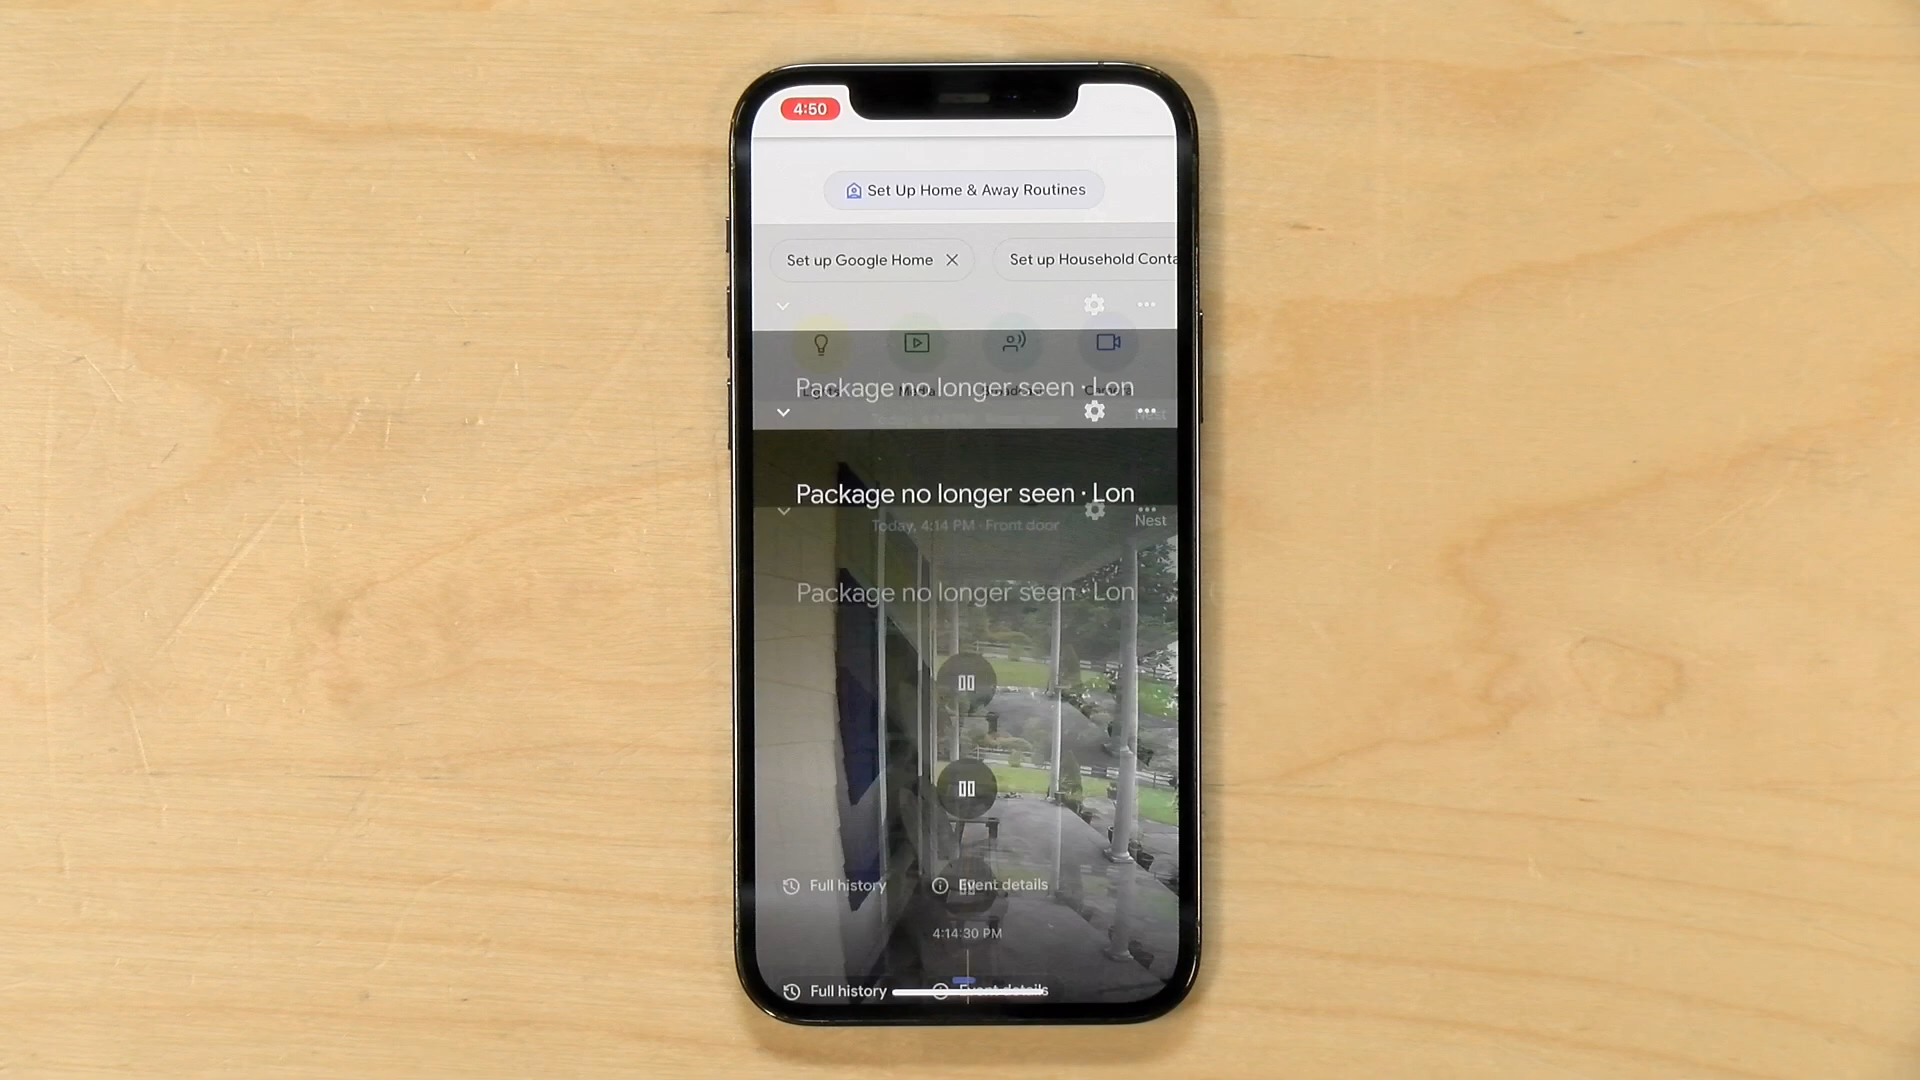 4:50
Set Up Home & Away Routines
Set up Google Home
Set up Household Conta
Package no longer seen · Lon
Package no longer seen · Lon
Today, 4:14 PM · Front door
Nest
Package no longer seen · Lon
Full history
Event details
4:14:30 PM
Full history
Event details